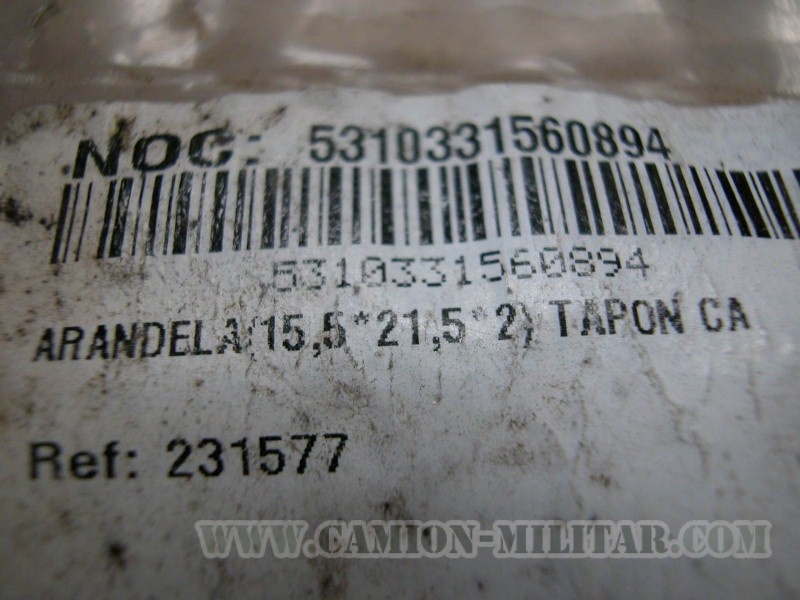 NOC: 5310331560894
5310331560894
ARANDELA(15,5*21,5*2) TAPON CA
Ref: 231577
WWW.CAMION-MILITAR.COM